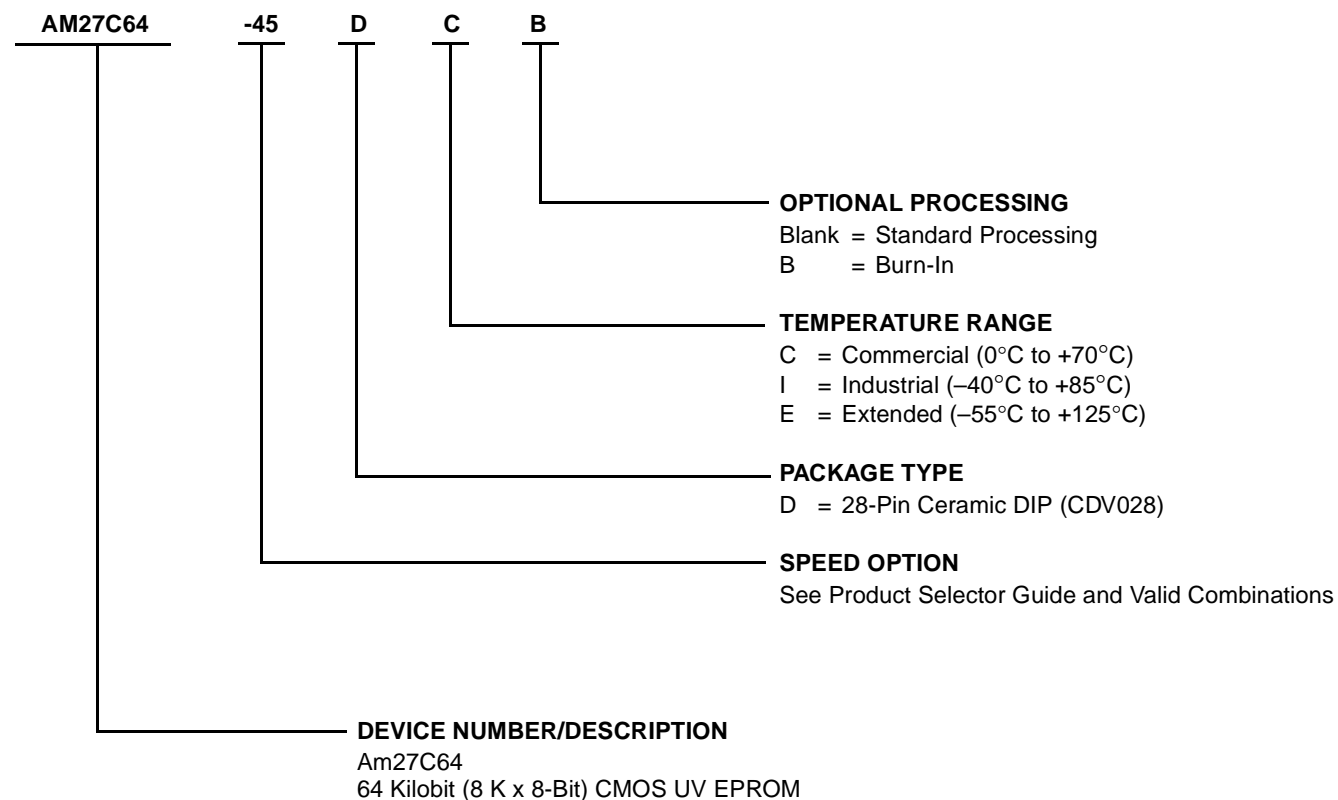 AM27C64 -45 D C B
OPTIONAL PROCESSING
Blank = Standard Processing
B = Burn-In
TEMPERATURE RANGE
C = Commercial (0°C to +70°C)
I = Industrial (–40°C to +85°C)
E = Extended (–55°C to +125°C)
PACKAGE TYPE
D = 28-Pin Ceramic DIP (CDV028)
SPEED OPTION
See Product Selector Guide and Valid Combinations
DEVICE NUMBER/DESCRIPTION
Am27C64
64 Kilobit (8 K x 8-Bit) CMOS UV EPROM